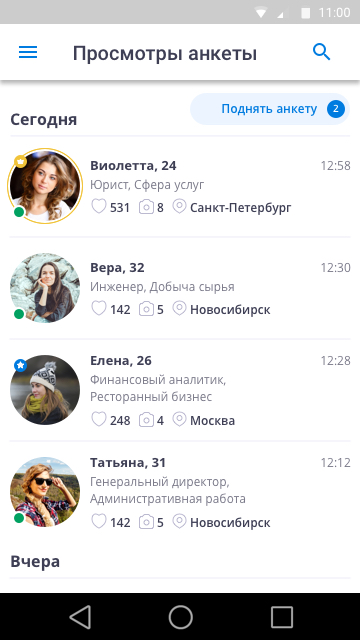 11:00
Просмотры анкеты
Поднять анкету 2
Сегодня
Виолетта, 24 12:58
Юрист, Сфера услуг
531 8 Санкт-Петербург
Вера, 32 12:30
Инженер, Добыча сырья
142 5 Новосибирск
Елена, 26 12:28
Финансовый аналитик,
Ресторанный бизнес
248 4 Москва
Татьяна, 31 12:12
Генеральный директор,
Административная работа
142 5 Новосибирск
Вчера